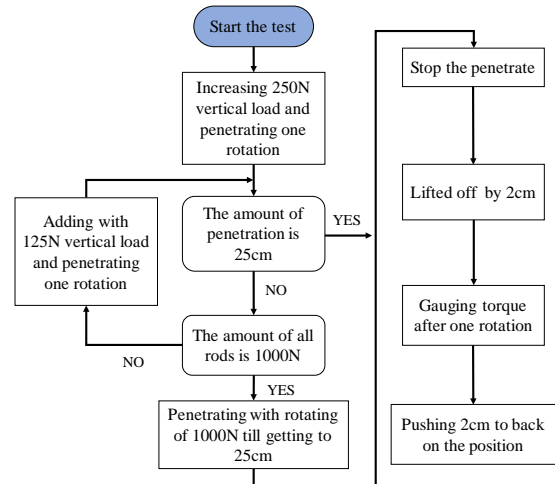 Start the test
Increasing 250N
vertical load and
penetrating one
rotation
The amount of
penetration is
25cm
YES
NO
Adding with
125N vertical load
and penetrating
one rotation
The amount of all
rods is 1000N
NO
YES
Penetrating with rotating
of 1000N till getting to
25cm
Stop the penetrate
Lifted off by 2cm
Gauging torque
after one rotation
Pushing 2cm to back
on the position